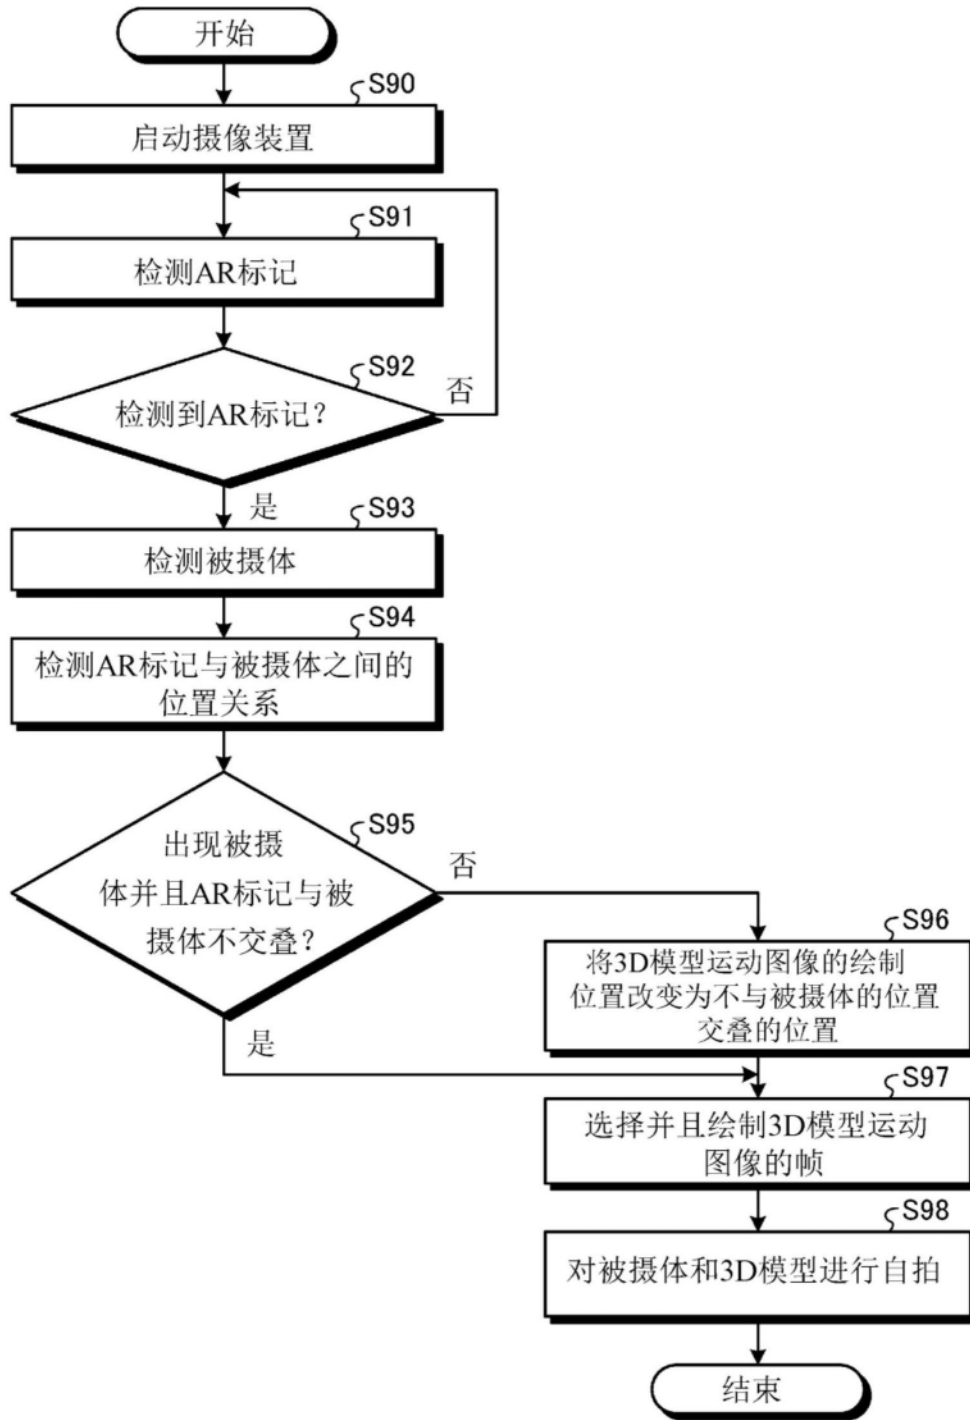 开始
S90
启动摄像装置
S91
检测AR标记
S92
检测到AR标记？
否
是
S93
检测被摄体
S94
检测AR标记与被摄体之间的
位置关系
S95
出现被摄
体并且AR标记与被
摄体不交叠？
否
是
S96
将3D模型运动图像的绘制
位置改变为不与被摄体的位置
交叠的位置
S97
选择并且绘制3D模型运动
图像的帧
S98
对被摄体和3D模型进行自拍
结束